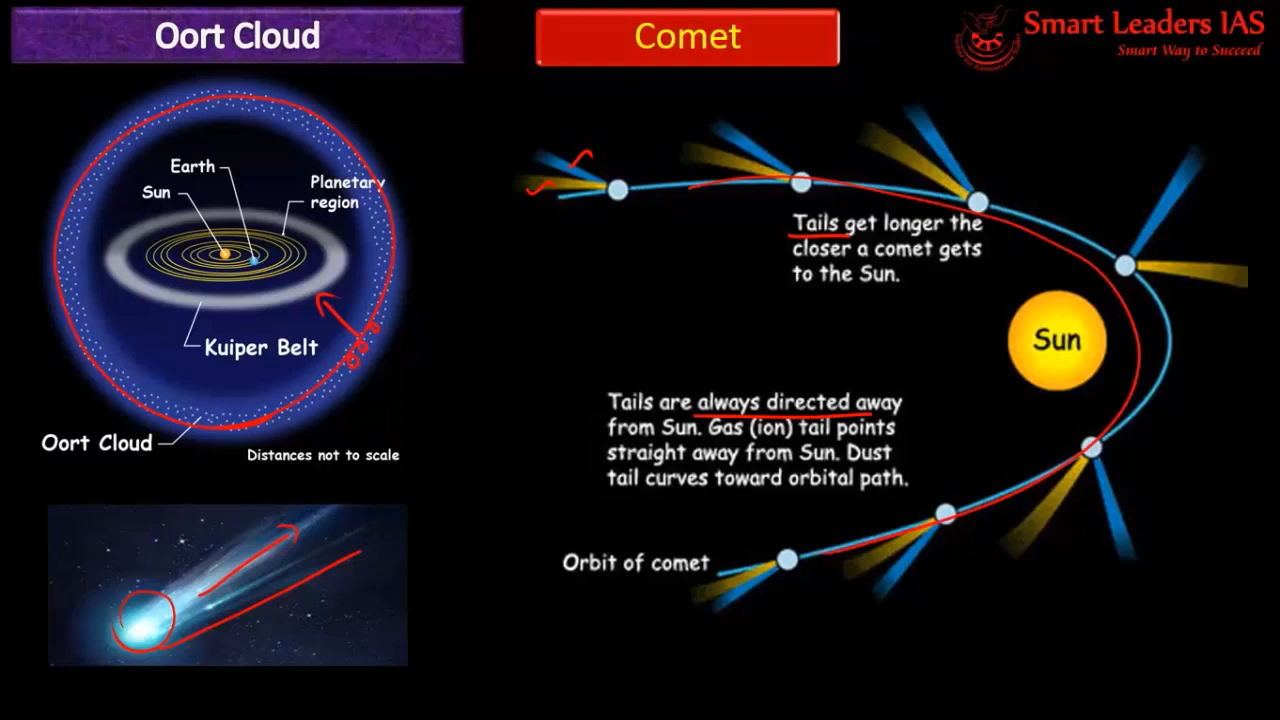 Oort Cloud
Comet
Smart Leaders IAS
Smart Way to Succeed
Earth
Sun
Planetary
region
Kuiper Belt
Oort Cloud
Distances not to scale
Tails get longer the
closer a comet gets
to the Sun.
Sun
Tails are always directed away
from Sun. Gas (ion) tail points
straight away from Sun. Dust
tail curves toward orbital path.
Orbit of comet